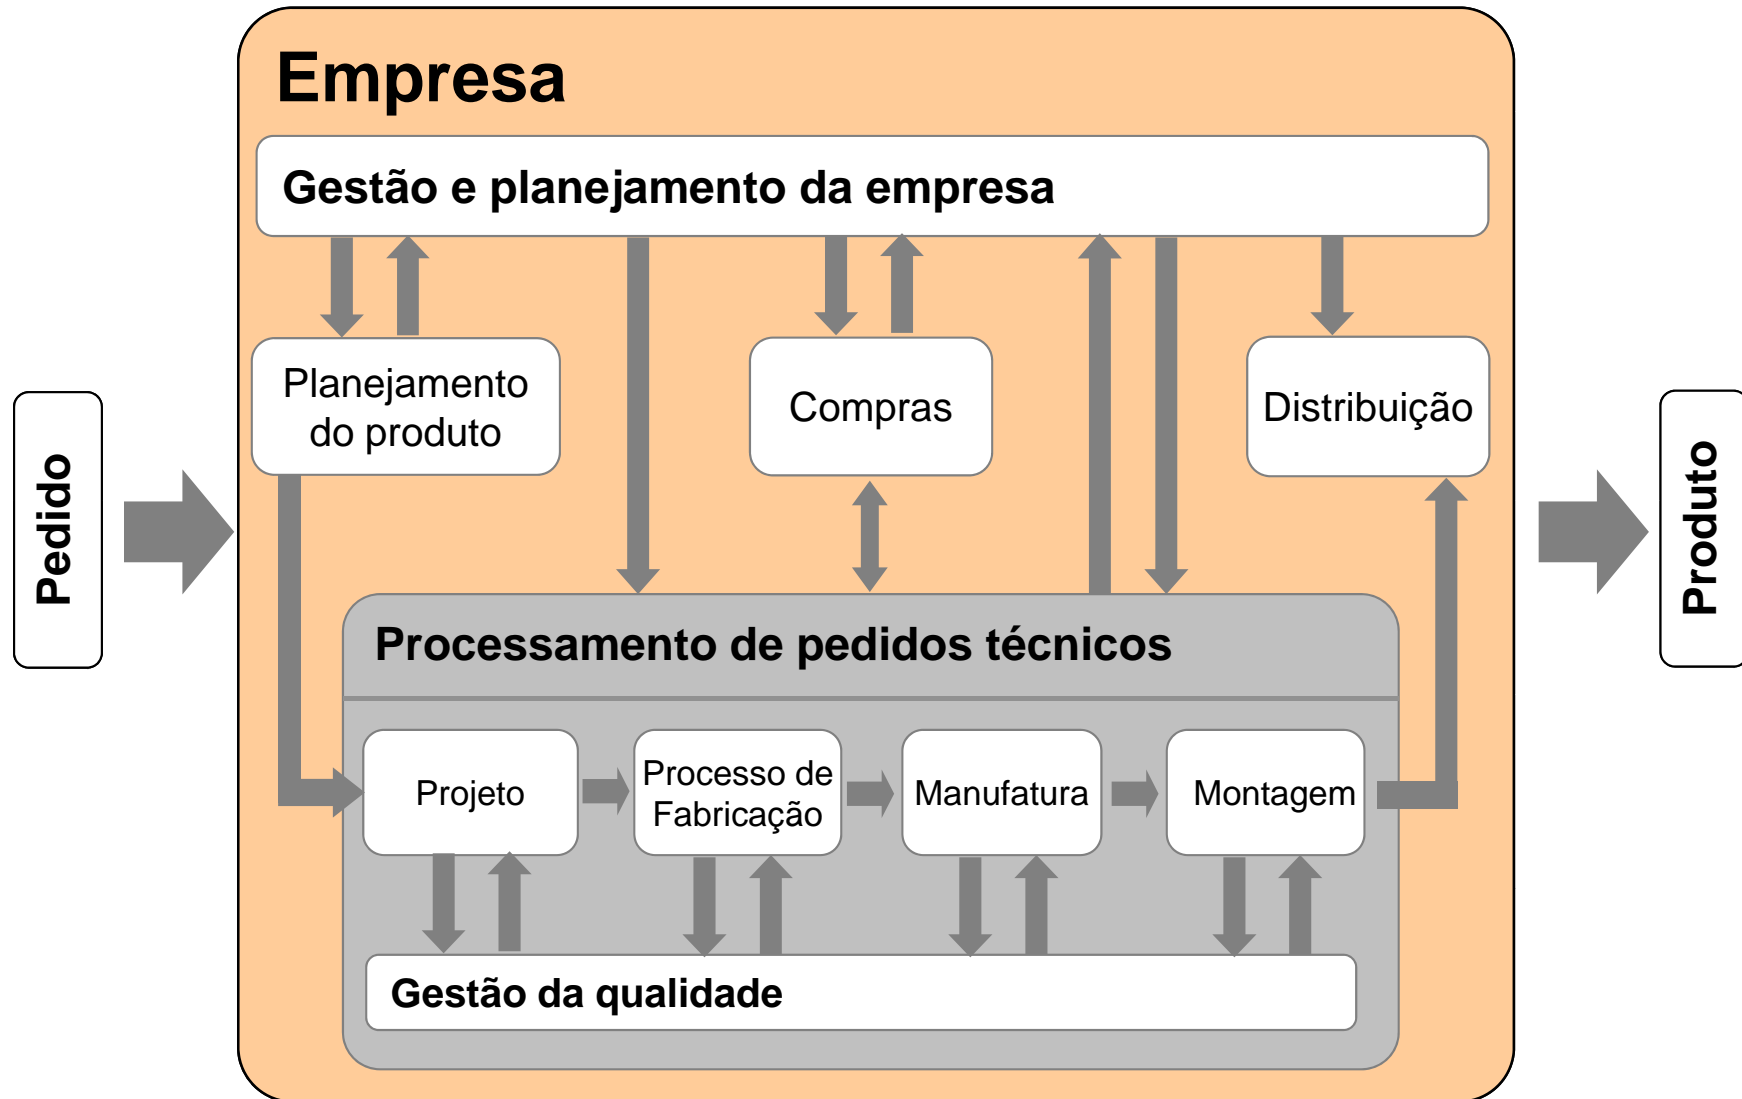 Empresa
Gestão e planejamento da empresa
Planejamento
do produto
Compras
Distribuição
Pedido
Produto
Processamento de pedidos técnicos
Projeto
Processo de
Fabricação
Manufatura
Montagem
Gestão da qualidade